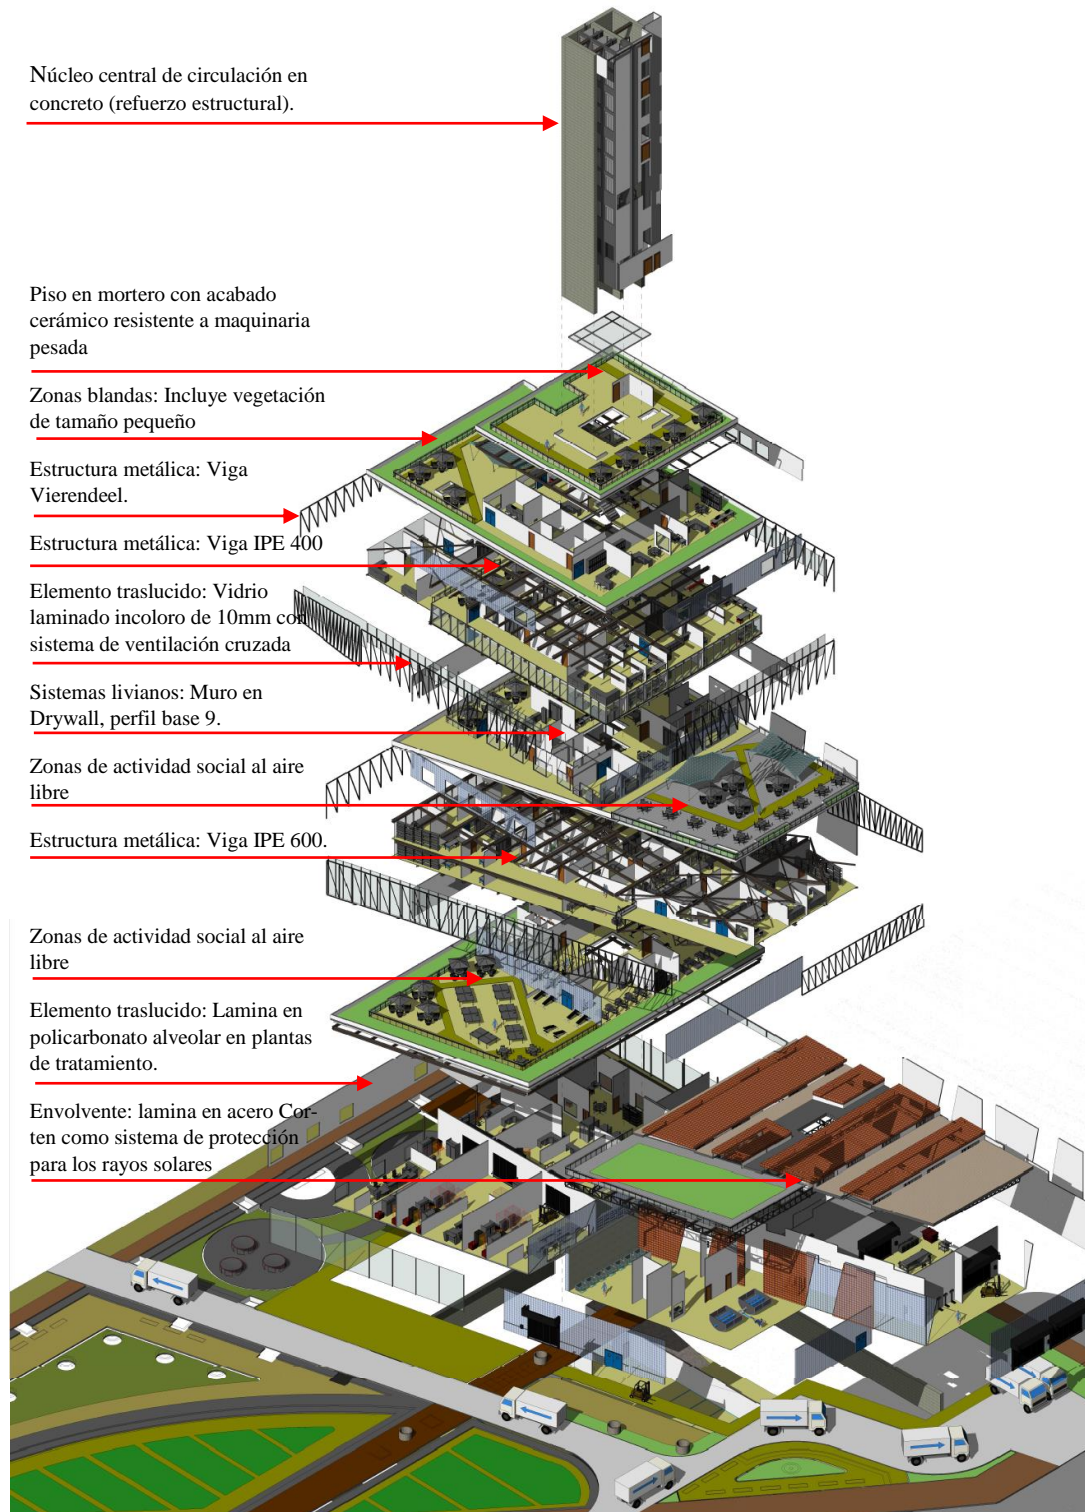 Núcleo central de circulación en
concreto (refuerzo estructural).
Piso en mortero con acabado
cerámico resistente a maquinaria
pesada
Zonas blandas: Incluye vegetación
de tamaño pequeño
Estructura metálica: Viga
Vierendeel.
Estructura metálica: Viga IPE 400
Elemento traslucido: Vidrio
laminado incoloro de 10mm con
sistema de ventilación cruzada
Sistemas livianos: Muro en
Drywall, perfil base 9.
Zonas de actividad social al aire
libre
Estructura metálica: Viga IPE 600.
Zonas de actividad social al aire
libre
Elemento traslucido: Lamina en
policarbonato alveolar en plantas
de tratamiento.
Envolvente: lamina en acero Cor-
ten como sistema de protección
para los rayos solares